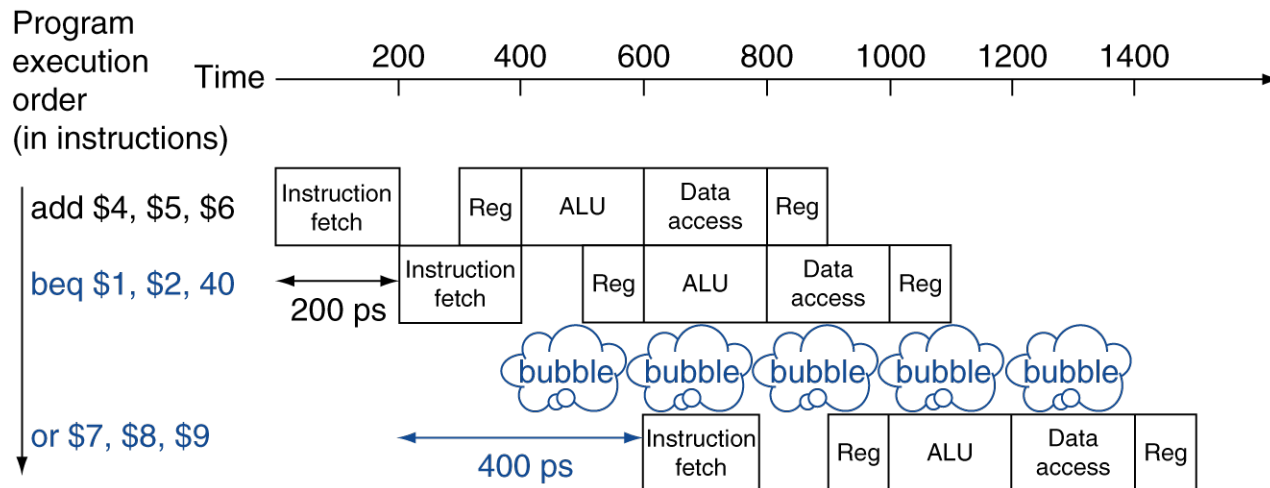 Program
execution
order
(in instructions)
Time
200 400 600 800 1000 1200 1400
add $4, $5, $6
Instruction
fetch
Reg
ALU
Data
access
Reg
beq $1, $2, 40
200 ps
Instruction
fetch
Reg
ALU
Data
access
Reg
bubble bubble bubble bubble bubble
or $7, $8, $9
400 ps
Instruction
fetch
Reg
ALU
Data
access
Reg